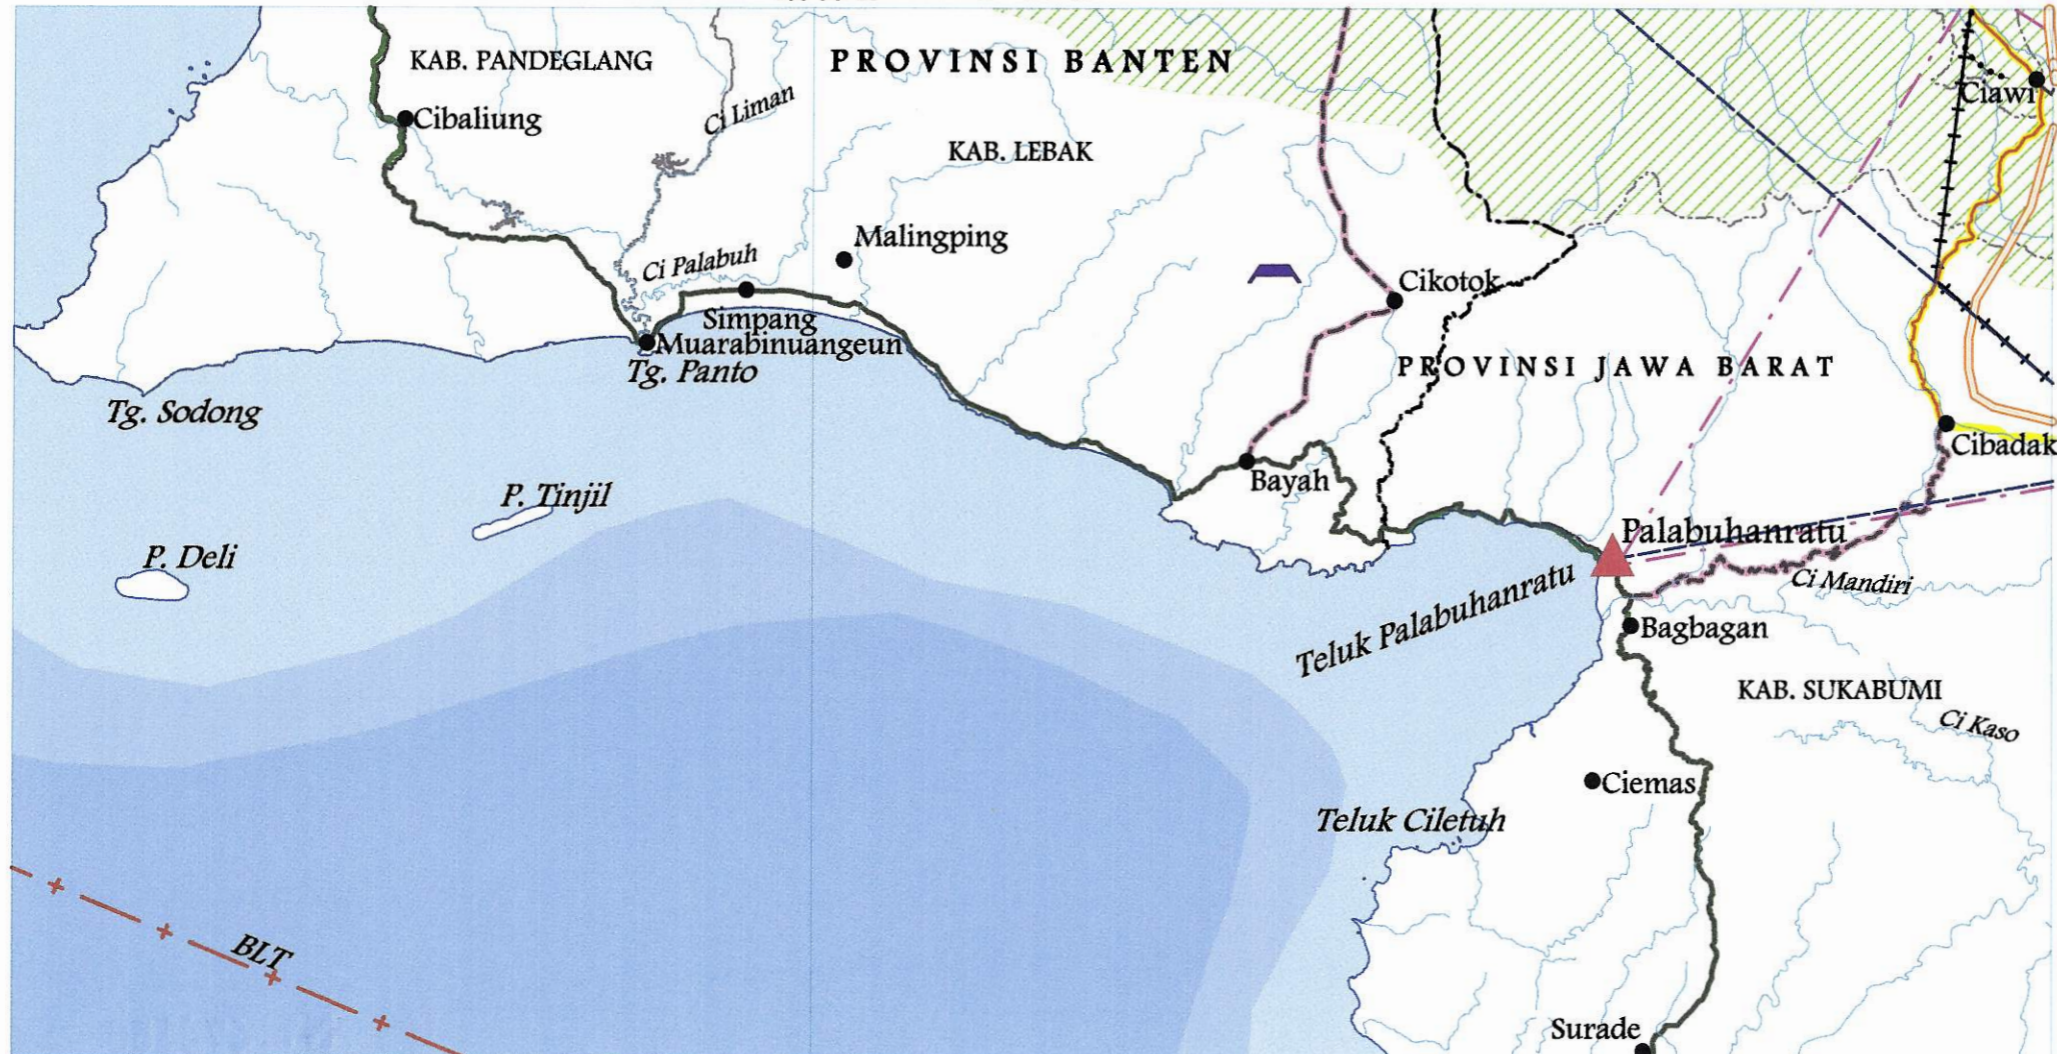 KAB. PANDEGLANG
PROVINSI BANTEN
Ciawi
Cibaliung
Ci Liman
KAB. LEBAK
Malingping
Ci Palabuh
Cikotok
Simpang
Muarabinuangeun
Tg. Panto
PROVINSI JAWA BARAT
Tg. Sodong
Cibadak
Bayah
P. Tinjil
P. Deli
Palabuhanratu
Ci Mandiri
Teluk Palabuhanratu
Bagbagan
KAB. SUKABUMI
Ci Kaso
Ciemas
Teluk Ciletuh
BLT
Surade